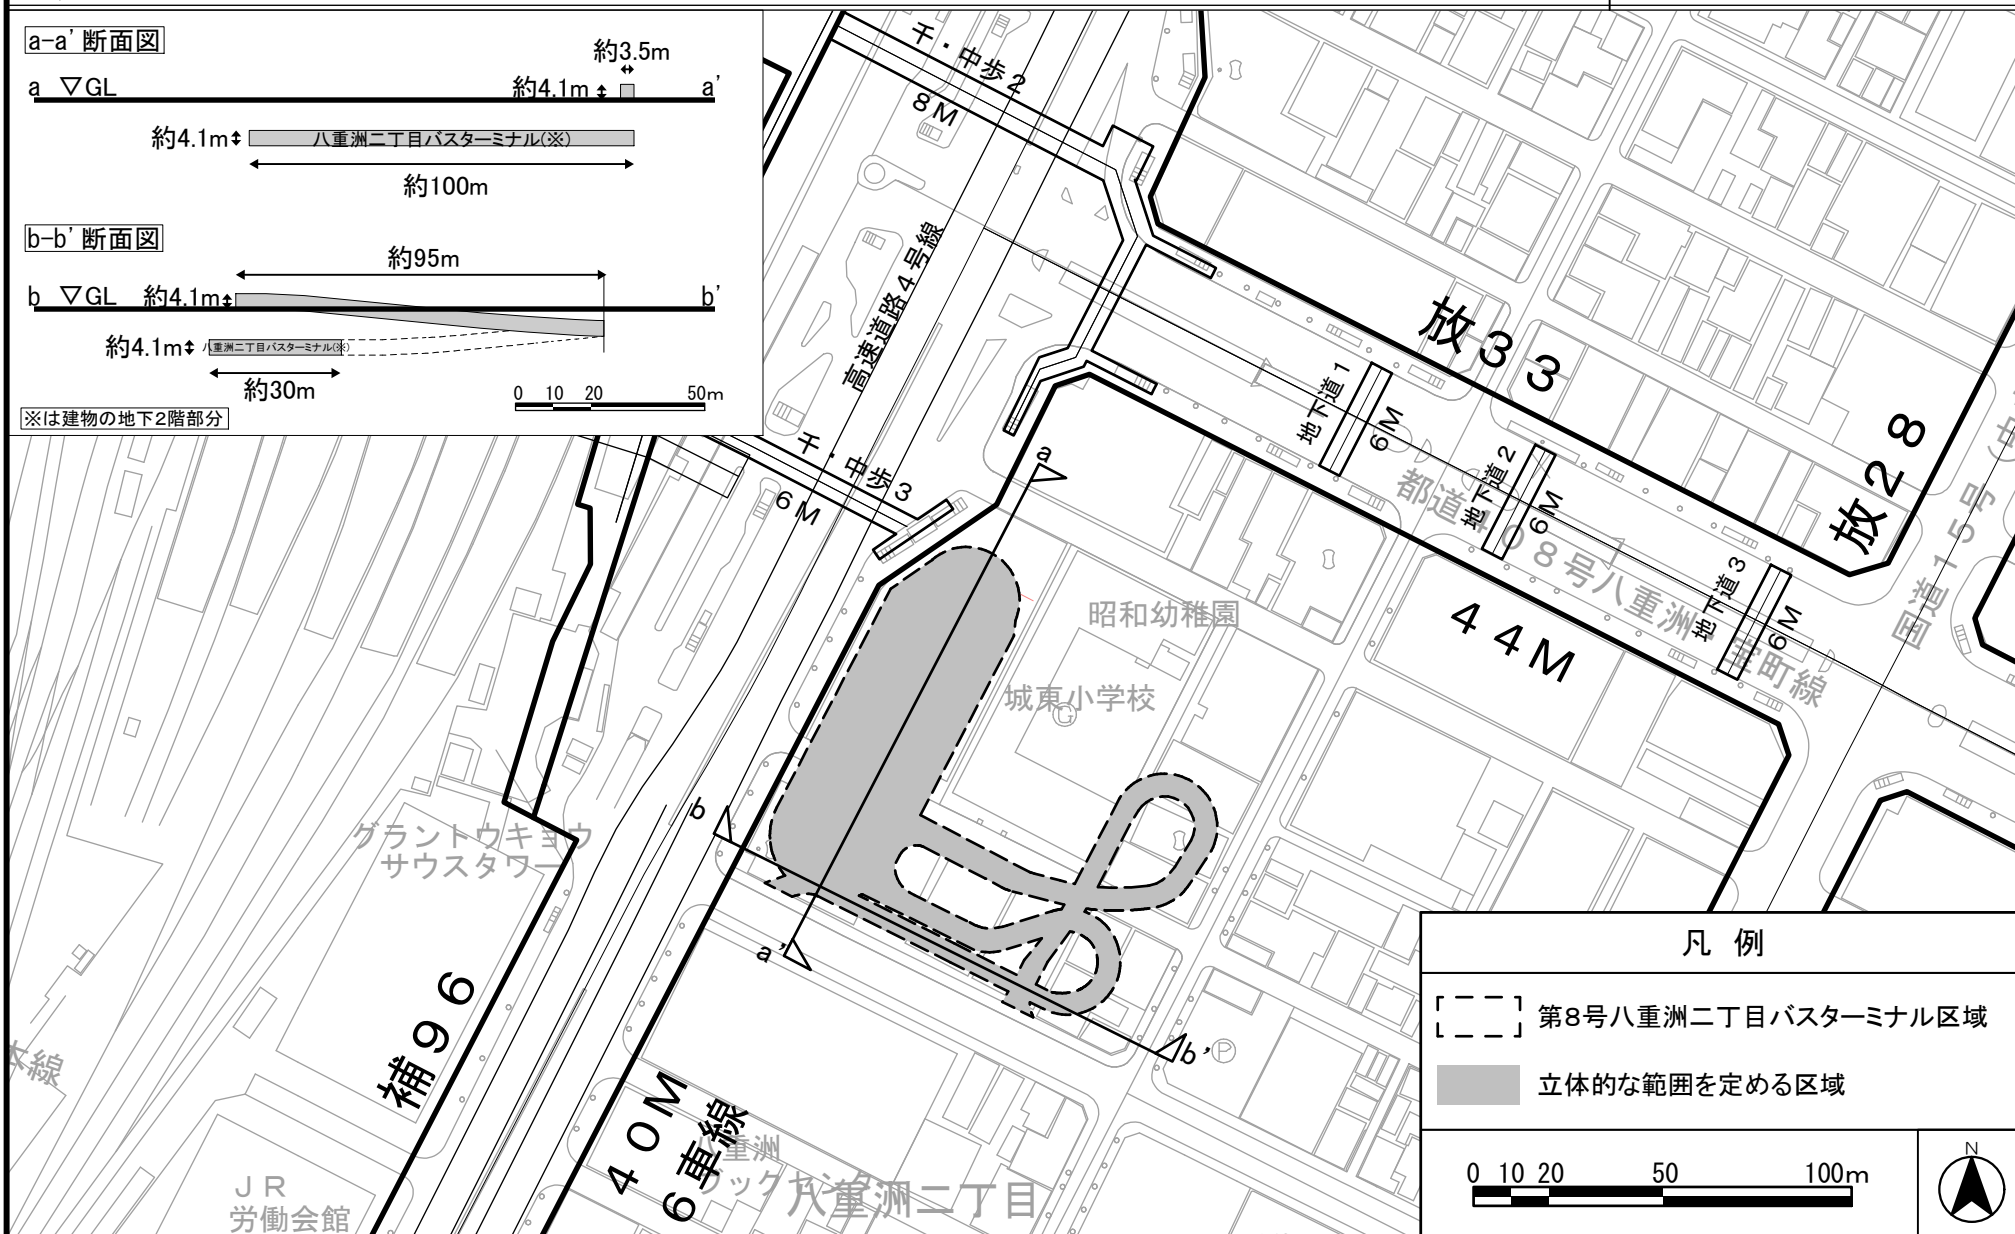 a-a' 断面図
約3.5m
a ▽GL 約4.1m a'
約4.1m 八重洲二丁目バスターミナル(※)
約100m
b-b' 断面図
約95m
b ▽GL 約4.1m b'
約4.1m 八重洲二丁目バスターミナル(※)
約30m
0 10 20 50m
※は建物の地下2階部分
千・中歩2
8M
高速道路4号線
千・中歩3
6M
放33
放28
地下道1
6M
地下道2
6M
地下道3
6M
44M
国道15号
a
昭和幼稚園
城東小学校
G
b
a'
b'
P
グラントウキョウ
サウスタワー
補96
本線
40M
6車線
JR
労働会館
八重洲二丁目
凡例
第8号八重洲二丁目バスターミナル区域
立体的な範囲を定める区域
0 10 20 50 100m
N